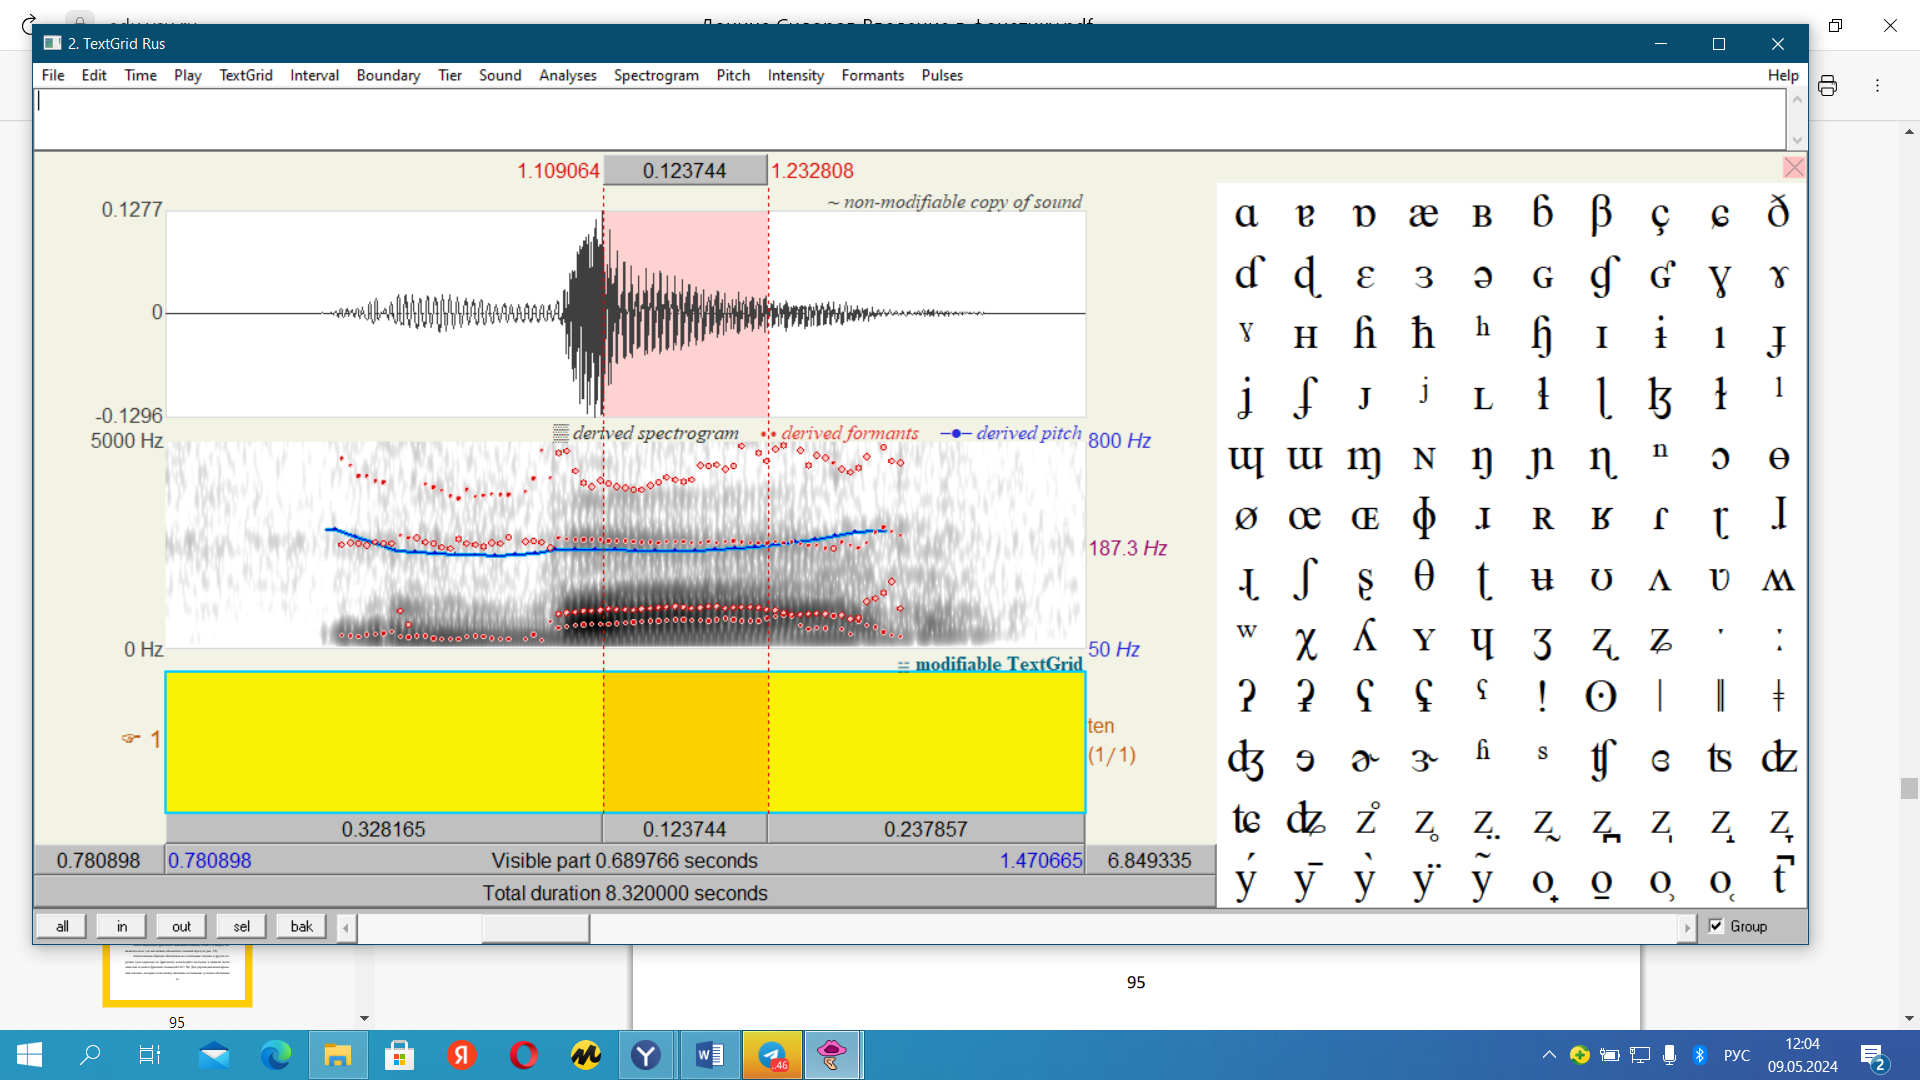 2. TextGrid Rus
File Edit Time Play TextGrid Interval Boundary Tier Sound Analyses Spectrogram Pitch Intensity Formants Pulses Help
1.109064 0.123744 1.232808
~ non-modifiable copy of sound
0.1277
0
-0.1296
5000 Hz derived spectrogram derived formants derived pitch 800 Hz
187.3 Hz
0 Hz 50 Hz
modifiable TextGrid
ten
☞ 1
(1/1)
0.328165 0.123744 0.237857
0.780898 0.780898 Visible part 0.689766 seconds 1.470665 6.849335
Total duration 8.320000 seconds
all in out sel bak Group
ɑ ɐ ɒ æ ʙ ɓ β ç ɕ ð
ɗ ɖ ɛ ɜ ə ɢ ɠ ʛ ɣ ɤ
ˠ ʜ ɦ ħ ʰ ɧ ɪ ɨ ı ɟ
ʝ ʄ ᴊ ʲ ʟ ɫ ɭ ɮ ɬ ˡ
ɰ ɯ ɱ ɴ ŋ ɲ ɳ ⁿ ɔ ɵ
ø œ ɶ ɸ ɹ ʀ ʁ ɾ ʈ ɺ
ɻ ʃ ʂ θ ʈ ʉ ʊ ʌ ʋ ʍ
ʷ χ ʎ ʏ ɥ ʒ ʐ ʑ ˑ ː
ʔ ʡ ʕ ʢ ˤ ! ʘ ǀ ǁ ǂ
ʤ ɘ ɚ ɝ ʱ ˢ ʧ ɞ ʦ ʣ
95
95
46
РУС
12:04
09.05.2024
2